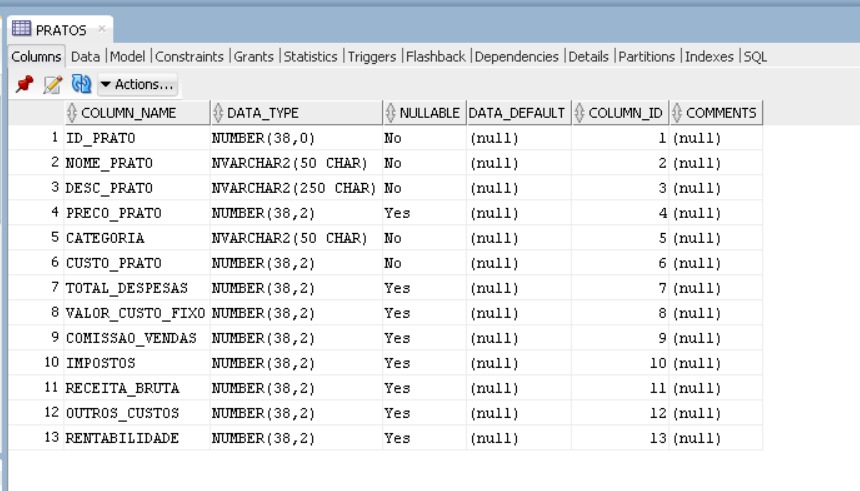 PRATOS
Columns Data |Model |Constraints |Grants |Statistics |Triggers |Flashback |Dependencies |Details |Partitions |Indexes |SQL
Actions...
COLUMN_NAME DATA_TYPE NULLABLE DATA_DEFAULT COLUMN_ID COMMENTS
1 ID_PRATO NUMBER(38,0) No (null) 1 (null)
2 NOME_PRATO NVARCHAR2(50 CHAR) No (null) 2 (null)
3 DESC_PRATO NVARCHAR2(250 CHAR) No (null) 3 (null)
4 PRECO_PRATO NUMBER(38,2) Yes (null) 4 (null)
5 CATEGORIA NVARCHAR2(50 CHAR) No (null) 5 (null)
6 CUSTO_PRATO NUMBER(38,2) No (null) 6 (null)
7 TOTAL_DESPESAS NUMBER(38,2) Yes (null) 7 (null)
8 VALOR_CUSTO_FIXO NUMBER(38,2) Yes (null) 8 (null)
9 COMISSAO_VENDAS NUMBER(38,2) Yes (null) 9 (null)
10 IMPOSTOS NUMBER(38,2) Yes (null) 10 (null)
11 RECEITA_BRUTA NUMBER(38,2) Yes (null) 11 (null)
12 OUTROS_CUSTOS NUMBER(38,2) Yes (null) 12 (null)
13 RENTABILIDADE NUMBER(38,2) Yes (null) 13 (null)